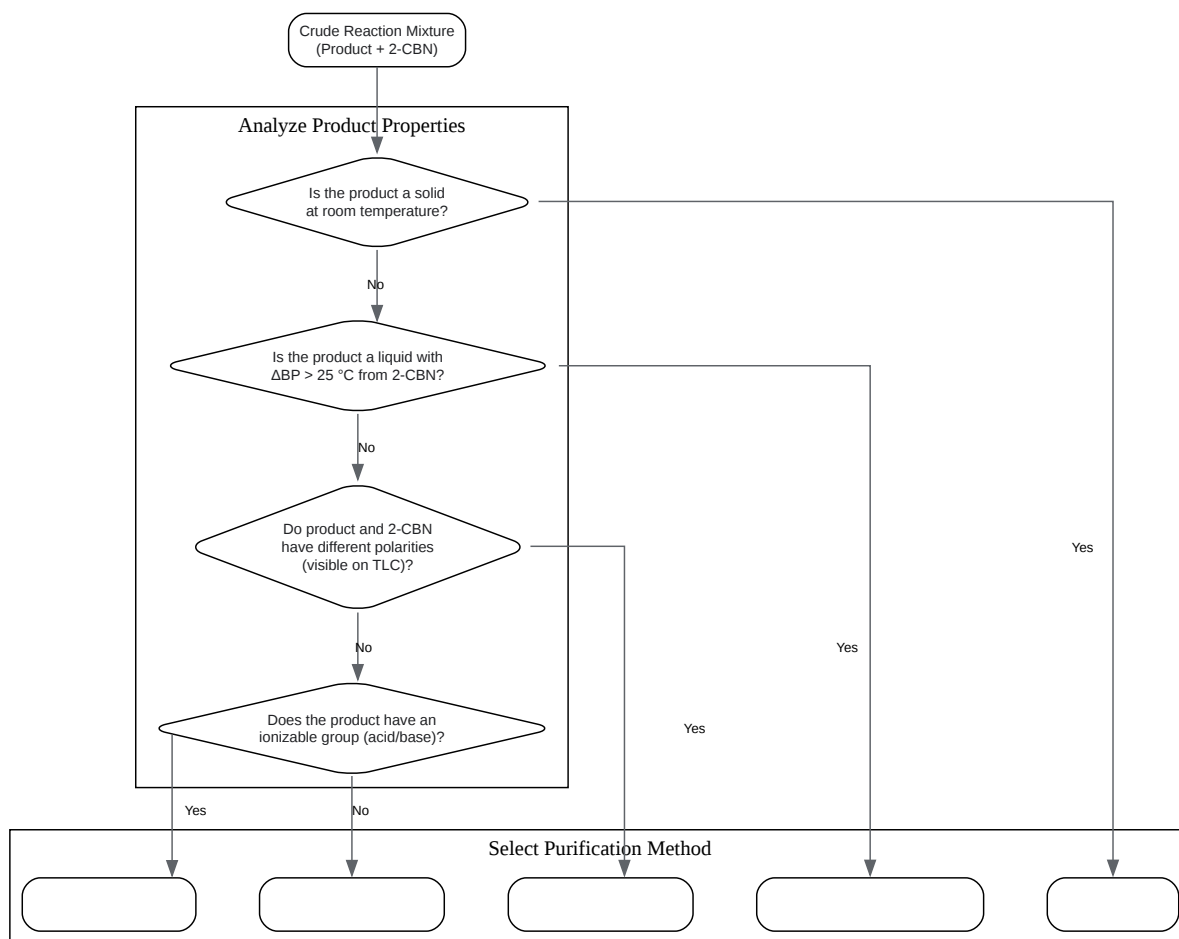 Crude Reaction Mixture
(Product + 2-CBN)
Analyze Product Properties
Is the product a solid
at room temperature?
No
Is the product a liquid with
ΔBP > 25 °C from 2-CBN?
No
Do product and 2-CBN
have different polarities
(visible on TLC)?
Yes
No
Yes
Does the product have an
ionizable group (acid/base)?
Yes
Yes
No
Select Purification Method